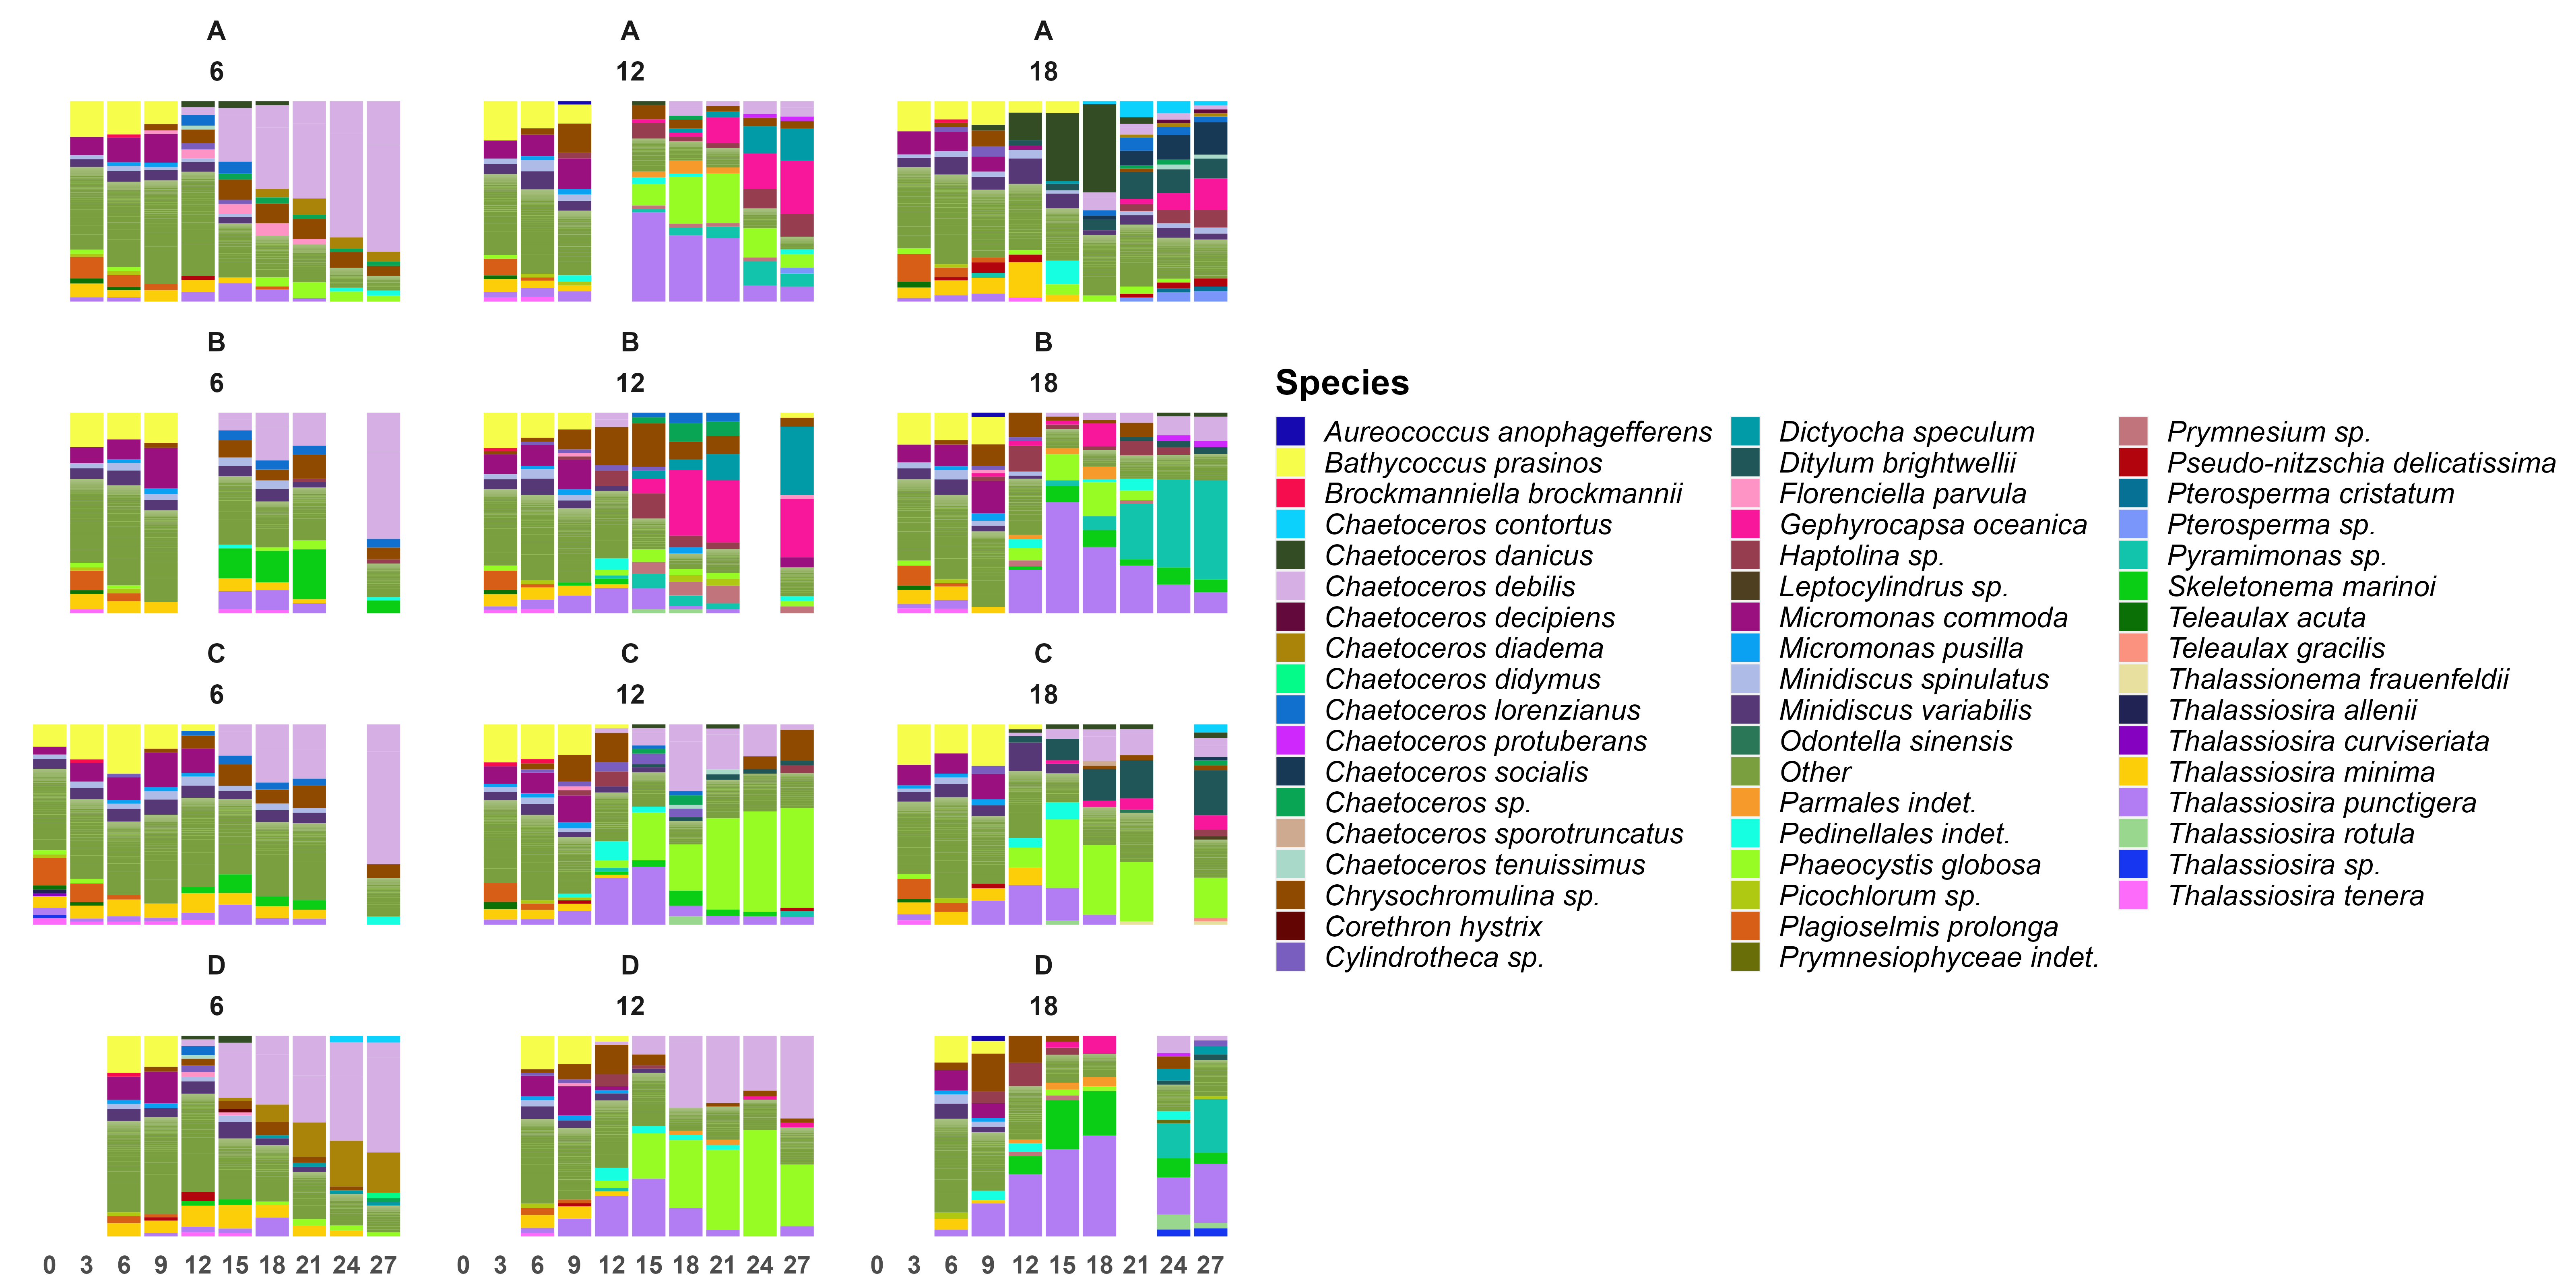 A
6
A
12
A
18
B
6
B
12
B
18
C
6
C
12
C
18
D
6
D
12
D
18
0 3 6 9 12 15 18 21 24 27
0 3 6 9 12 15 18 21 24 27
0 3 6 9 12 15 18 21 24 27
Species
Aureococcus anophagefferens
Bathycoccus prasinos
Brockmanniella brockmannii
Chaetoceros contortus
Chaetoceros danicus
Chaetoceros debilis
Chaetoceros decipiens
Chaetoceros diadema
Chaetoceros didymus
Chaetoceros lorenzianus
Chaetoceros protuberans
Chaetoceros socialis
Chaetoceros sp.
Chaetoceros sporotruncatus
Chaetoceros tenuissimus
Chrysochromulina sp.
Corethron hystrix
Cylindrotheca sp.
Dictyocha speculum
Ditylum brightwellii
Florenciella parvula
Gephyrocapsa oceanica
Haptolina sp.
Leptocylindrus sp.
Micromonas commoda
Micromonas pusilla
Minidiscus spinulatus
Minidiscus variabilis
Odontella sinensis
Other
Parmales indet.
Pedinellales indet.
Phaeocystis globosa
Picochlorum sp.
Plagioselmis prolonga
Prymnesiophyceae indet.
Prymnesium sp.
Pseudo-nitzschia delicatissima
Pterosperma cristatum
Pterosperma sp.
Pyramimonas sp.
Skeletonema marinoi
Teleaulax acuta
Teleaulax gracilis
Thalassionema frauenfeldii
Thalassiosira allenii
Thalassiosira curviseriata
Thalassiosira minima
Thalassiosira punctigera
Thalassiosira rotula
Thalassiosira sp.
Thalassiosira tenera